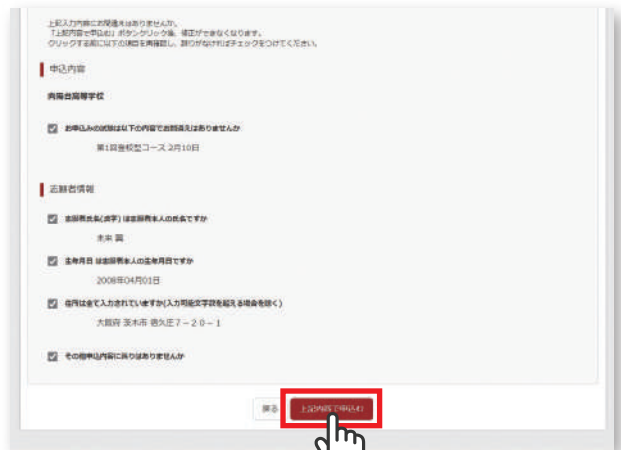 上記入力内容にお間違えはありませんか。
「上記内容で申込む」ボタンクリック後、修正ができなくなります。
クリックする前に以下の項目を再確認し、誤りがなければチェックをつけてください。
申込内容
向陽台高等学校
お申込みの試験は以下の内容でお間違えはありませんか
第1回登校型コース 2月10日
志願者情報
志願者氏名(漢字) は志願者本人の氏名ですか
未来 翼
生年月日 は志願者本人の生年月日ですか
2008年04月01日
住所は全て入力されていますか(入力可能文字数を超える場合を除く)
大阪府 茨木市 宿久庄7−20−1
その他申込内容に誤りはありませんか
戻る
上記内容で申込む